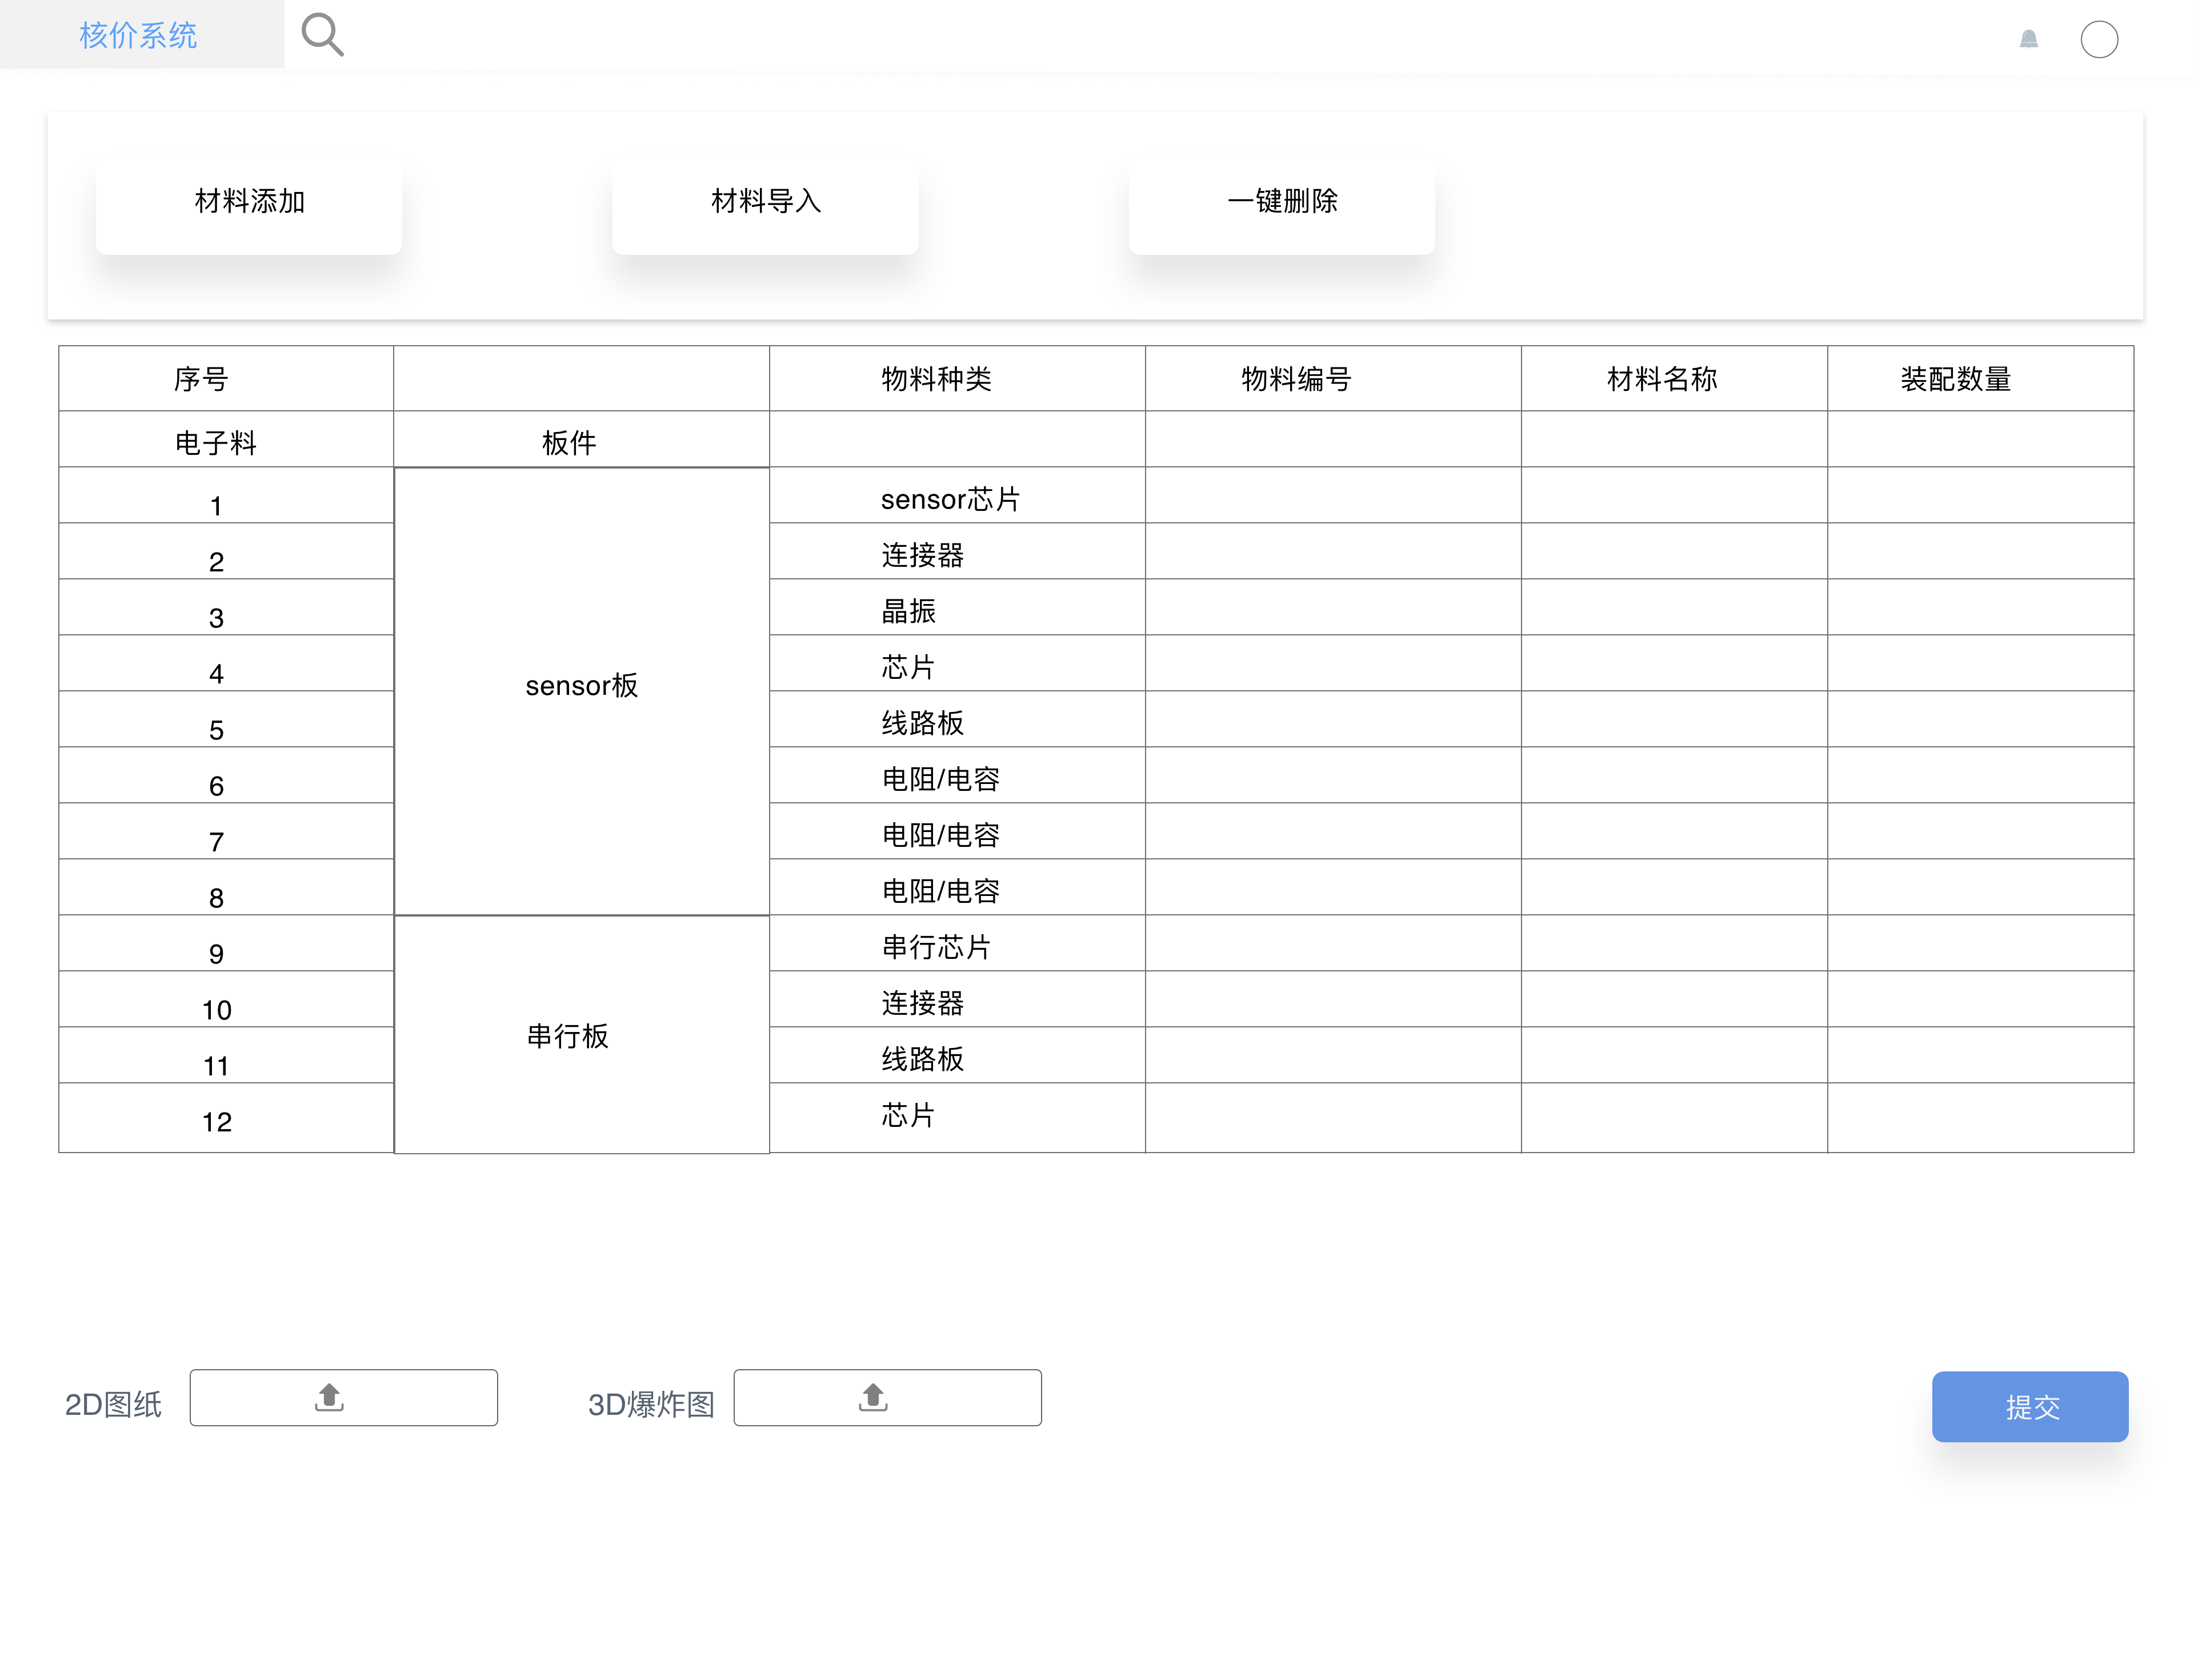 核价系统
材料添加 材料导入 一键删除
序号 物料种类 物料编号 材料名称 装配数量
电子料 板件
1 sensor芯片
2 连接器
3 晶振
4 芯片
sensor板
5 线路板
6 电阻/电容
7 电阻/电容
8 电阻/电容
9 串行芯片
10 连接器
串行板
11 线路板
12 芯片
2D图纸 3D爆炸图 提交